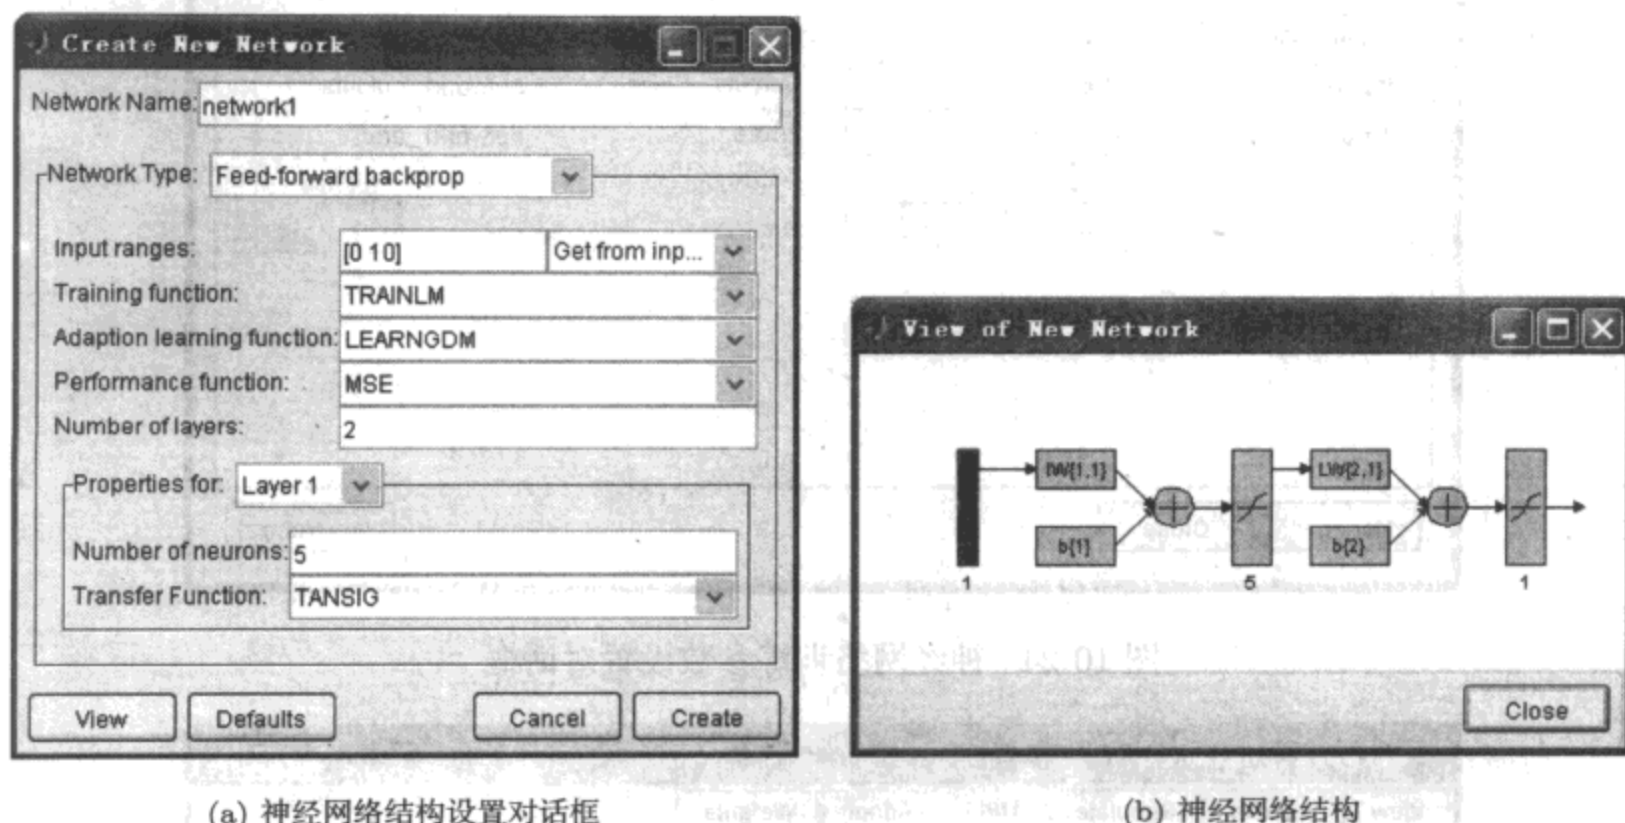 Create New Network
Network Name: network1
Network Type: Feed-forward backprop
Input ranges: [0 10] Get from inp...
Training function: TRAINLM
Adaption learning function: LEARNGDM
Performance function: MSE
Number of layers: 2
Properties for: Layer 1
Number of neurons: 5
Transfer Function: TANSIG
View Defaults Cancel Create
(a) 神经网络结构设置对话框
View of New Network
IW{1,1} LW{2,1}
b{1} b{2}
1 5 1
Close
(b) 神经网络结构